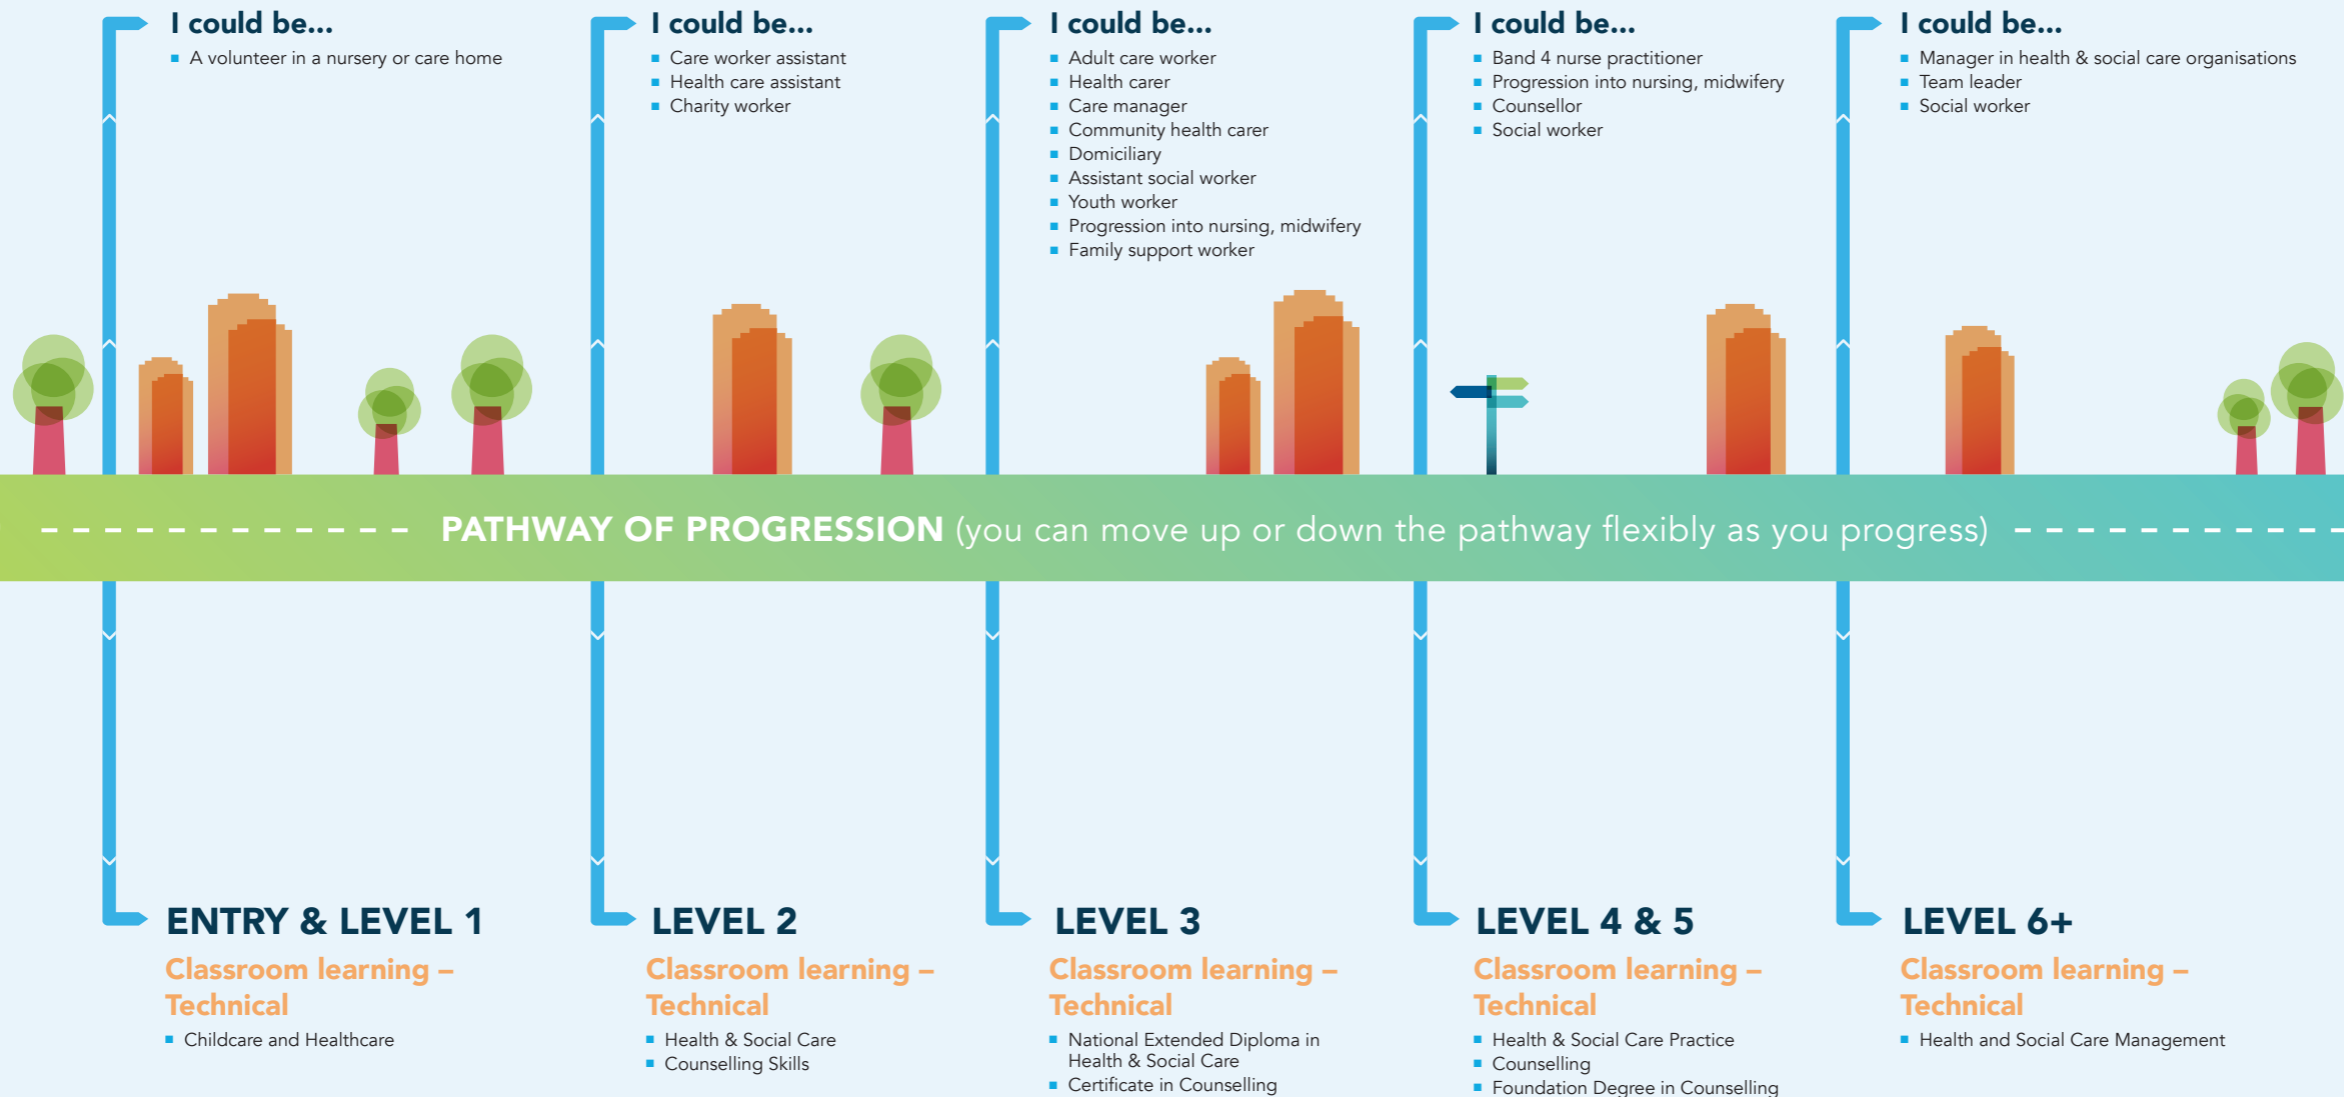 I could be...
A volunteer in a nursery or care home
I could be...
Care worker assistant
Health care assistant
Charity worker
I could be...
Adult care worker
Health carer
Care manager
Community health carer
Domiciliary
Assistant social worker
Youth worker
Progression into nursing, midwifery
Family support worker
I could be...
Band 4 nurse practitioner
Progression into nursing, midwifery
Counsellor
Social worker
I could be...
Manager in health & social care organisations
Team leader
Social worker
PATHWAY OF PROGRESSION (you can move up or down the pathway flexibly as you progress)
ENTRY & LEVEL 1
Classroom learning –
Technical
Childcare and Healthcare
LEVEL 2
Classroom learning –
Technical
Health & Social Care
Counselling Skills
LEVEL 3
Classroom learning –
Technical
National Extended Diploma in
Health & Social Care
Certificate in Counselling
LEVEL 4 & 5
Classroom learning –
Technical
Health & Social Care Practice
Counselling
Foundation Degree in Counselling
LEVEL 6+
Classroom learning –
Technical
Health and Social Care Management